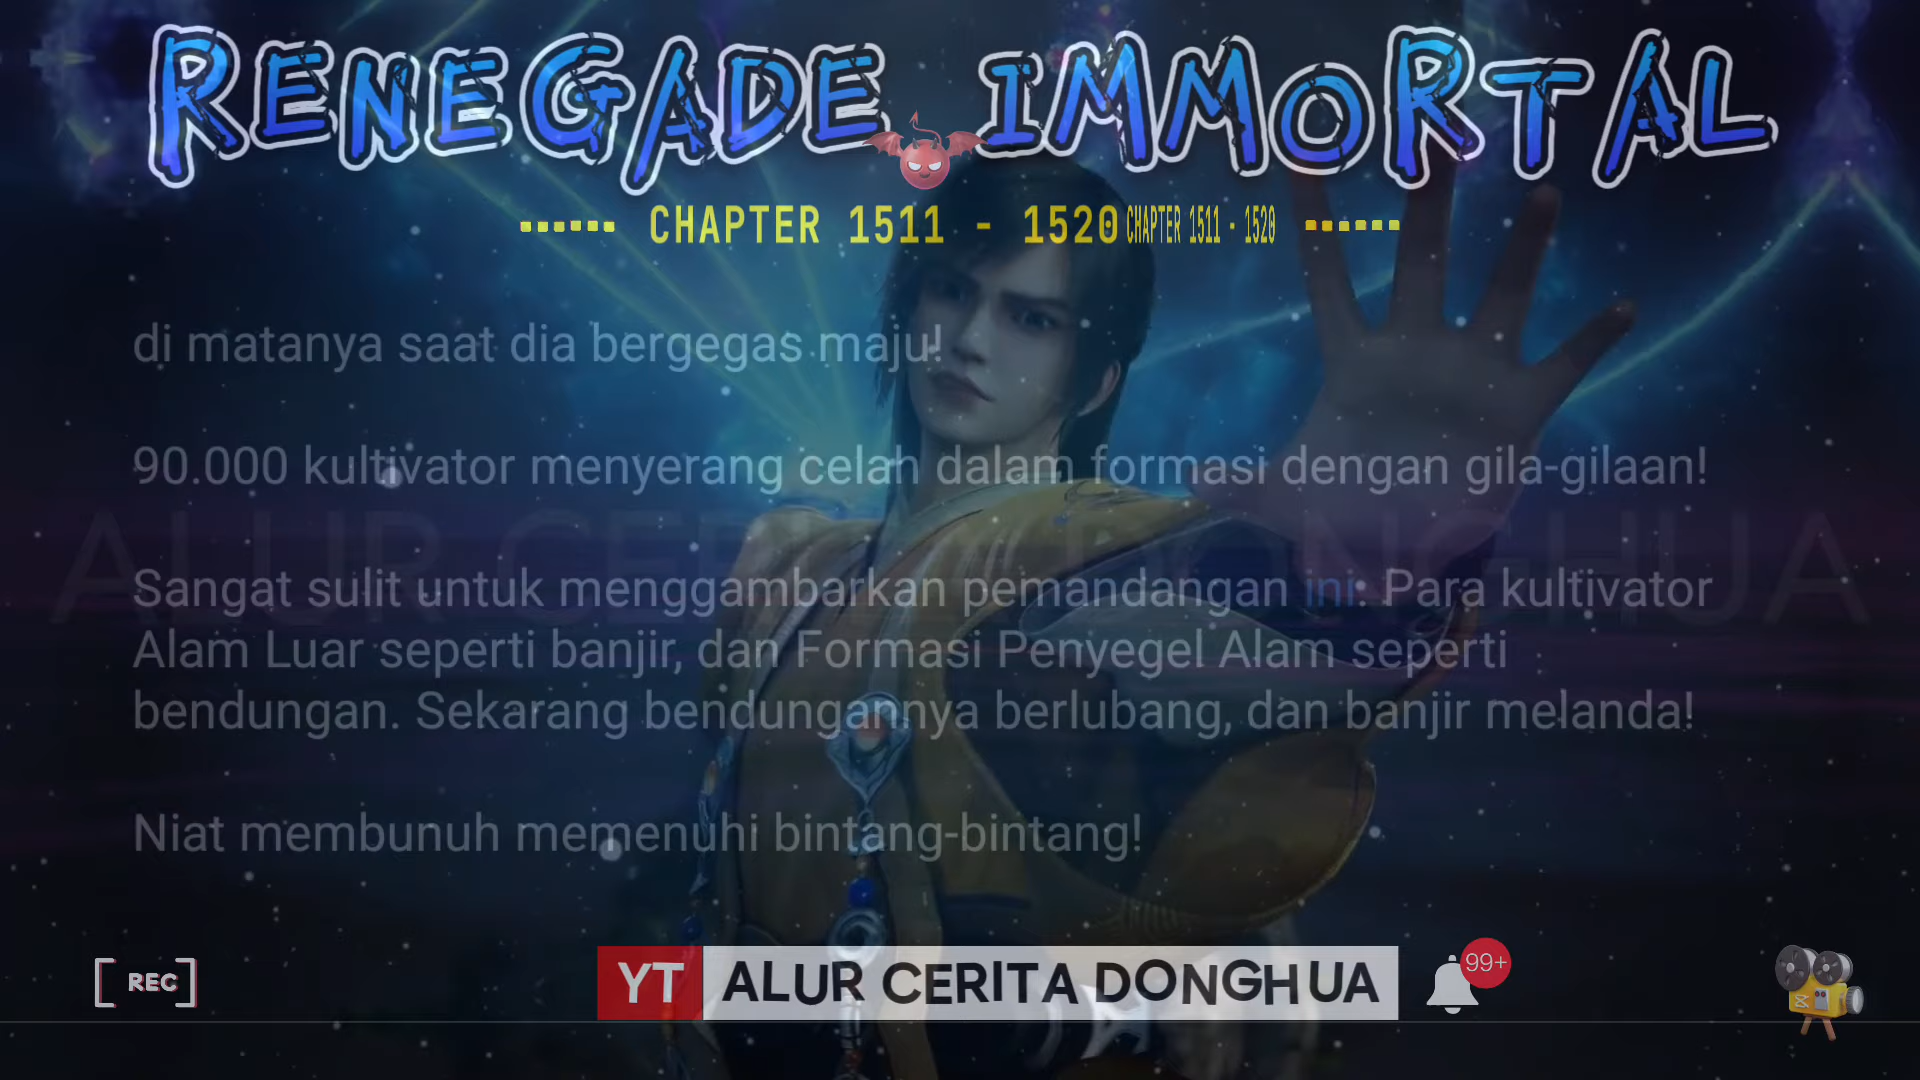 RENEGADE IMMORTAL
CHAPTER 1511 - 1520 CHAPTER 1511 - 1520
di matanya saat dia bergegas maju!
90.000 kultivator menyerang celah dalam formasi dengan gila-gilaan!
ALUR CERITA DONGHUA
Sangat sulit untuk menggambarkan pemandangan ini. Para kultivator
Alam Luar seperti banjir, dan Formasi Penyegel Alam seperti
bendungan. Sekarang bendungannya berlubang, dan banjir melanda!
Niat membunuh memenuhi bintang-bintang!
REC
YT ALUR CERITA DONGHUA
99+